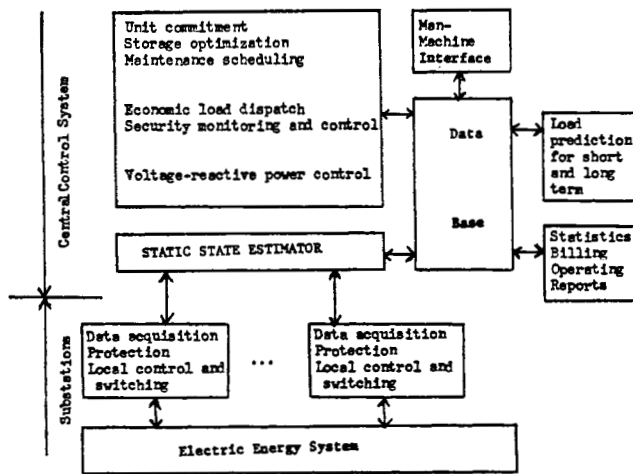 Unit commitment
Storage optimization
Maintenance scheduling
Economic load dispatch
Security monitoring and control
Voltage-reactive power control
Man-
Machine
Interface
Data
Base
Load
prediction
for short
and long
term
Statistics
Billing
Operating
Reports
STATIC STATE ESTIMATOR
Central Control System
Data acquisition
Protection
Local control and
switching
...
Data acquisition
Protection
Local control and
switching
Substations
Electric Energy System